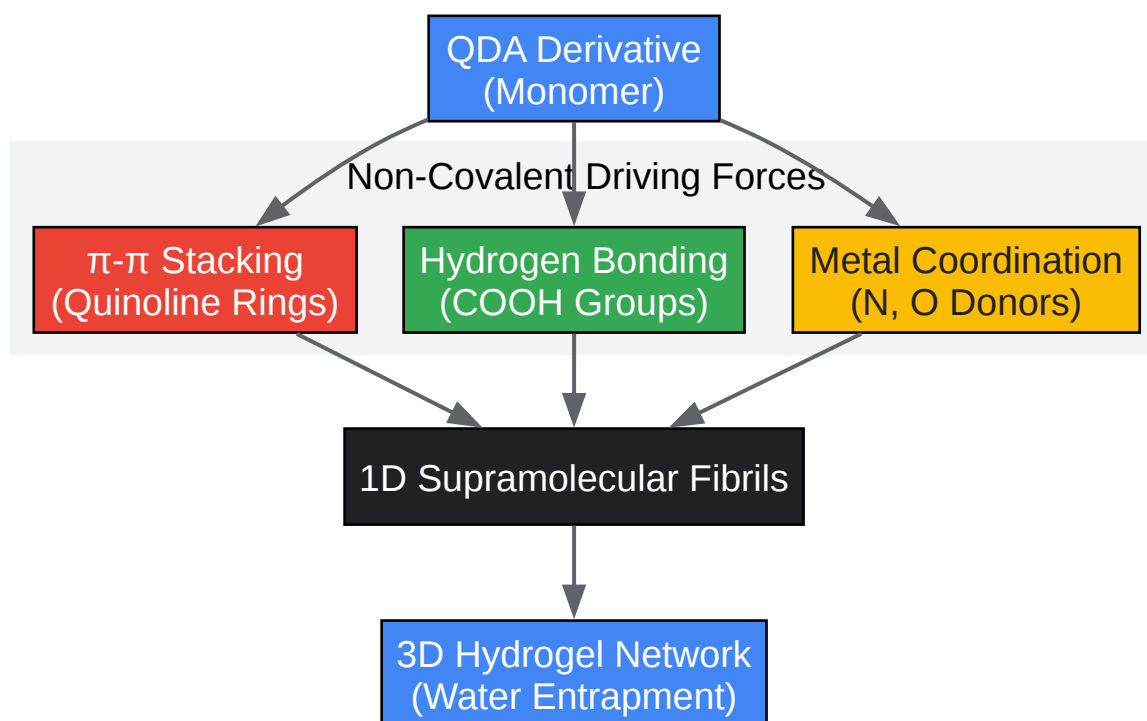 QDA Derivative
(Monomer)
Non-Covalent Driving Forces
π-π Stacking
(Quinoline Rings)
Hydrogen Bonding
(COOH Groups)
Metal Coordination
(N, O Donors)
1D Supramolecular Fibrils
3D Hydrogel Network
(Water Entrapment)